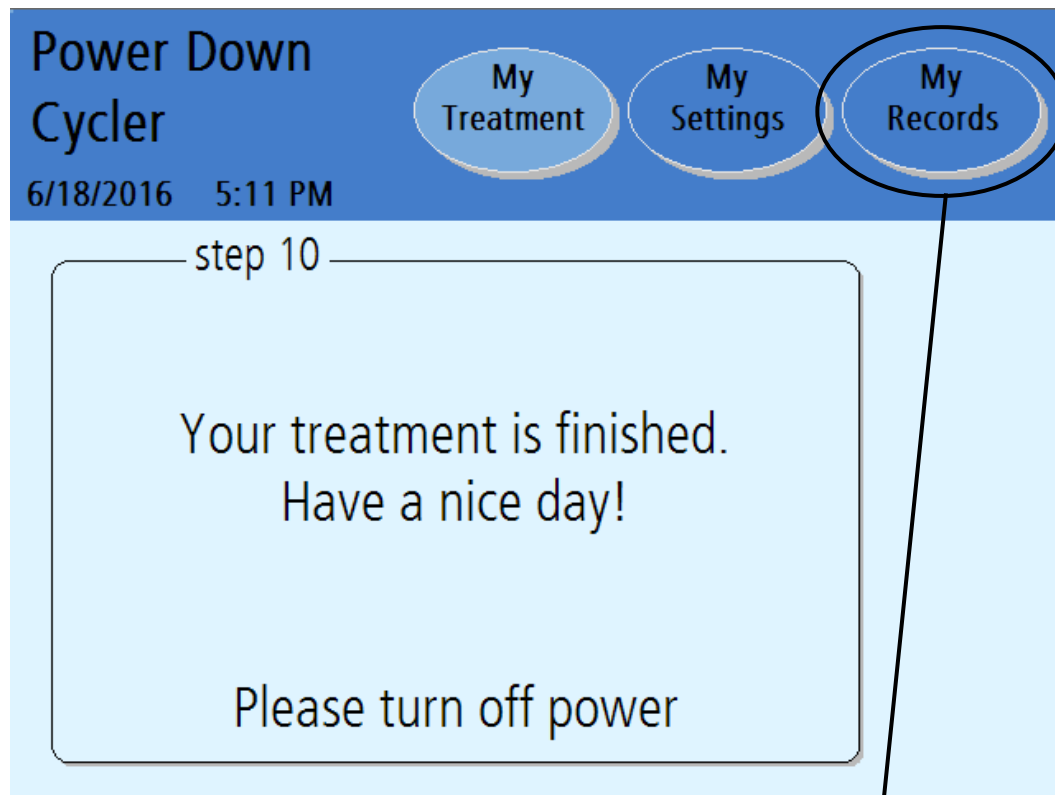 Power Down
Cycler
6/18/2016 5:11 PM
My
Treatment
My
Settings
My
Records
step 10
Your treatment is finished.
Have a nice day!
Please turn off power